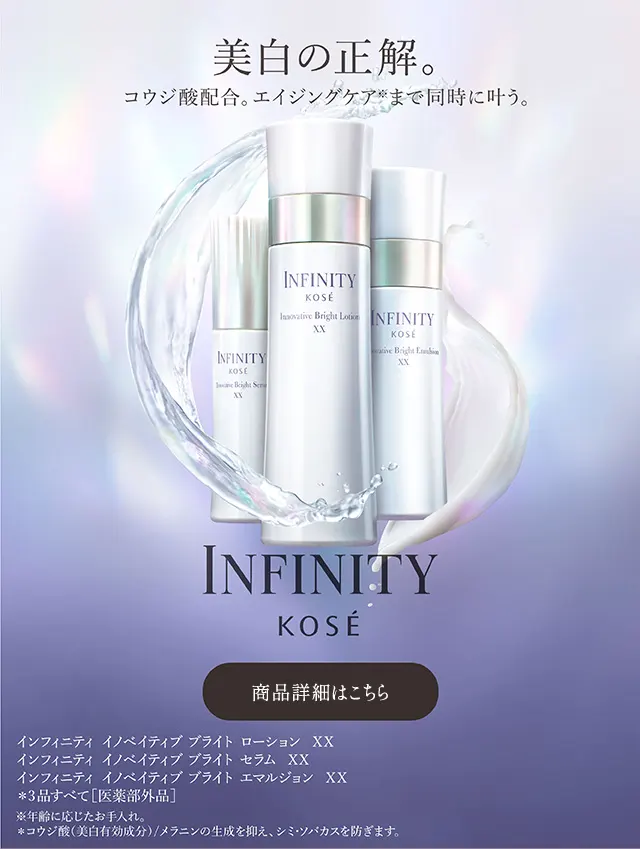 美白の正解。
コウジ酸配合。エイジングケア※まで同時に叶う。
INFINITY
KOSÉ
Innovative Bright Lotion
XX
INFINITY
KOSÉ
Innovative Bright Serum
XX
INFINITY
KOSÉ
Innovative Bright Emulsion
XX
INFINITY
KOSÉ
商品詳細はこちら
インフィニティ イノベイティブ ブライト ローション XX
インフィニティ イノベイティブ ブライト セラム XX
インフィニティ イノベイティブ ブライト エマルジョン XX
＊3品すべて［医薬部外品］
※年齢に応じたお手入れ。
＊コウジ酸（美白有効成分）/メラニンの生成を抑え、シミ・ソバカスを防ぎます。